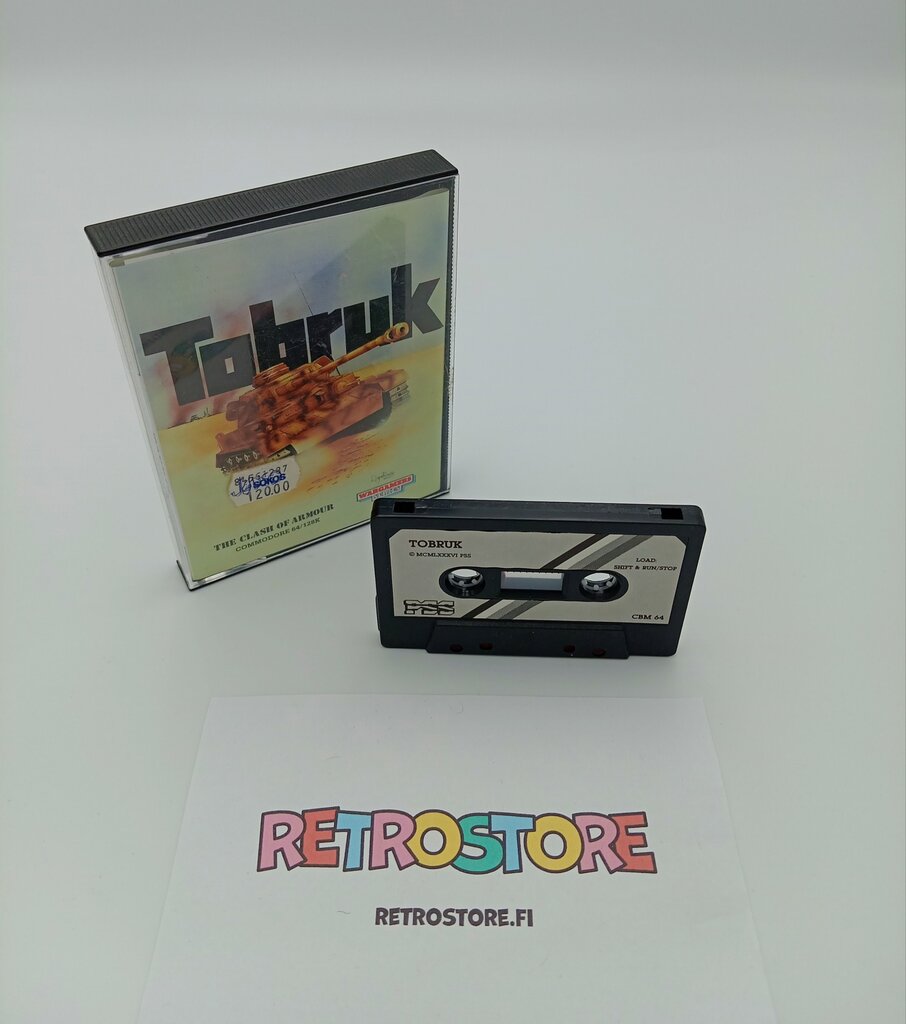 Tobruk
SOKOS
120.00
WARGAMERS
THE CLASH OF ARMOUR
COMMODORE 64/128K
TOBRUK
© MCMLXXXVI PSS
LOAD:
SHIFT & RUN/STOP
PSS
CBM 64
RETROSTORE
RETROSTORE.FI